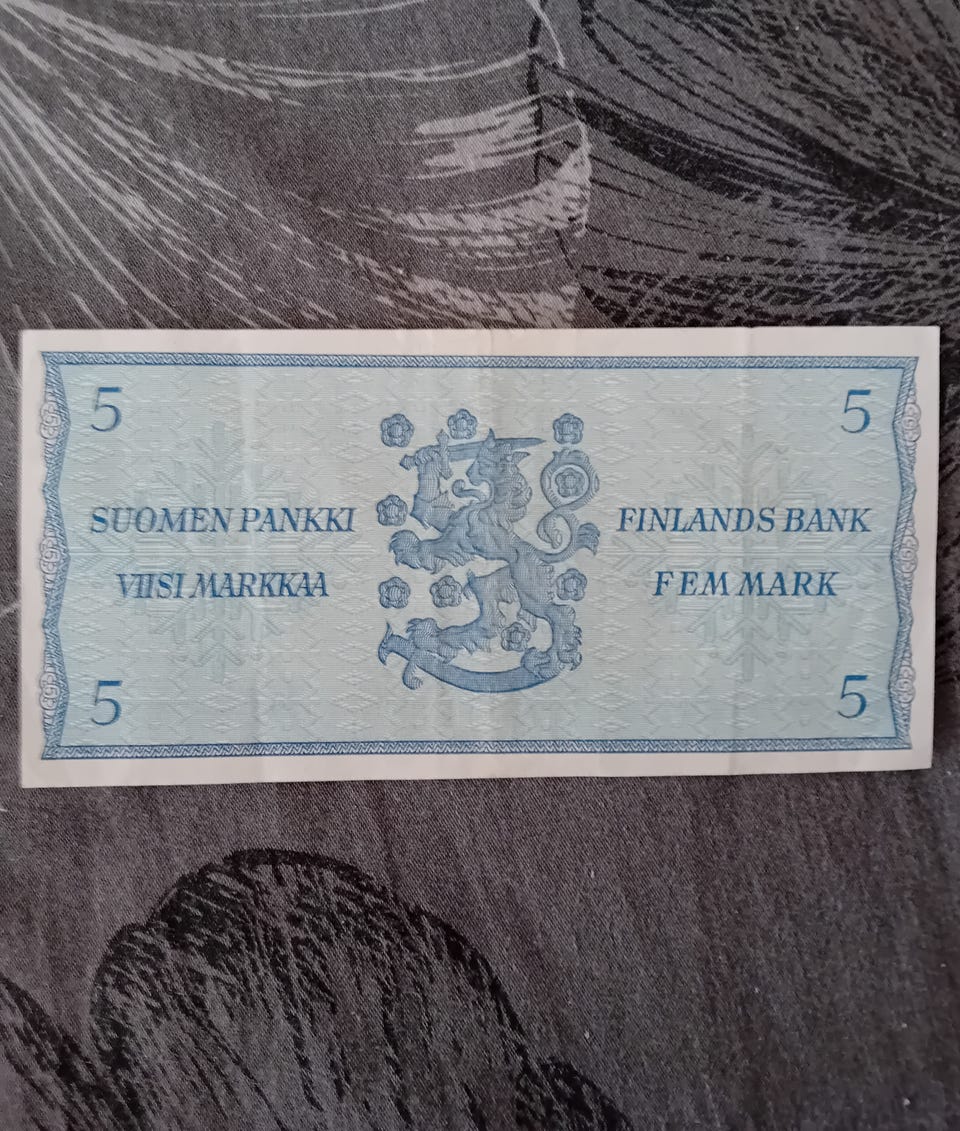 5 5
SUOMEN PANKKI FINLANDS BANK
VIISI MARKKAA FEM MARK
5 5